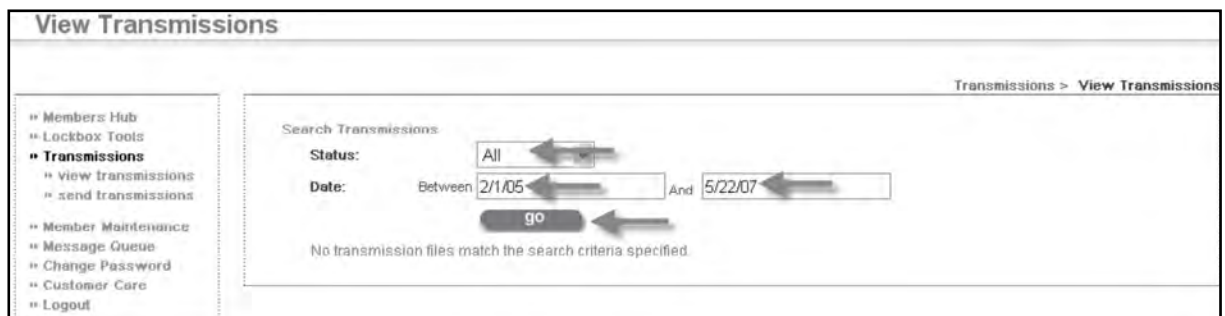 View Transmissions
Transmissions > View Transmissions
» Members Hub
» Lockbox Tools
» Transmissions
» view transmissions
» send transmissions
» Member Maintenance
» Message Queue
» Change Password
» Customer Care
» Logout
Search Transmissions
Status: All
Date: Between 2/1/05 And 5/22/07
go
No transmission files match the search criteria specified.